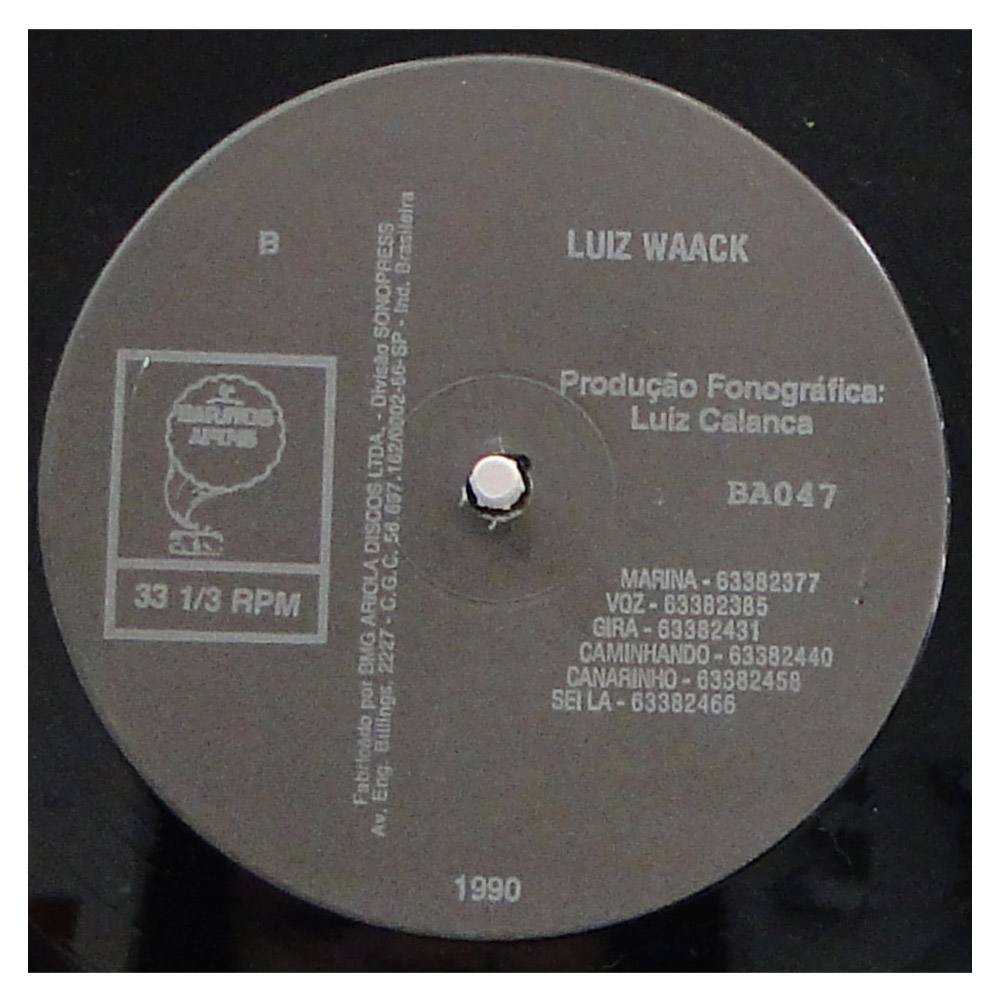 B
LUIZ WAACK
Produção Fonográfica:
Luiz Calanca
BA047
33 1/3 RPM
MARINA - 63382377
VOZ - 63382385
GIRA - 63382431
CAMINHANDO - 63382440
CANARINHO - 63382458
SEI LA - 63382466
Fabricado por BMG ARIOLA DISCOS LTDA. - Divisão SONOPRESS
Av. Eng. Billings, 2227 - C.G.C. 56.697.162/0002-66-SP - Ind. Brasileira
1990